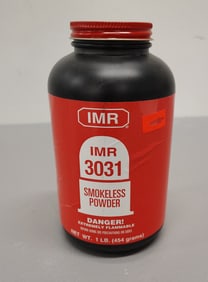 IMR
IMR
3031
SMOKELESS
POWDER
DANGER!
EXTREMELY FLAMMABLE
NET WT. 1 LB. (454 grams)